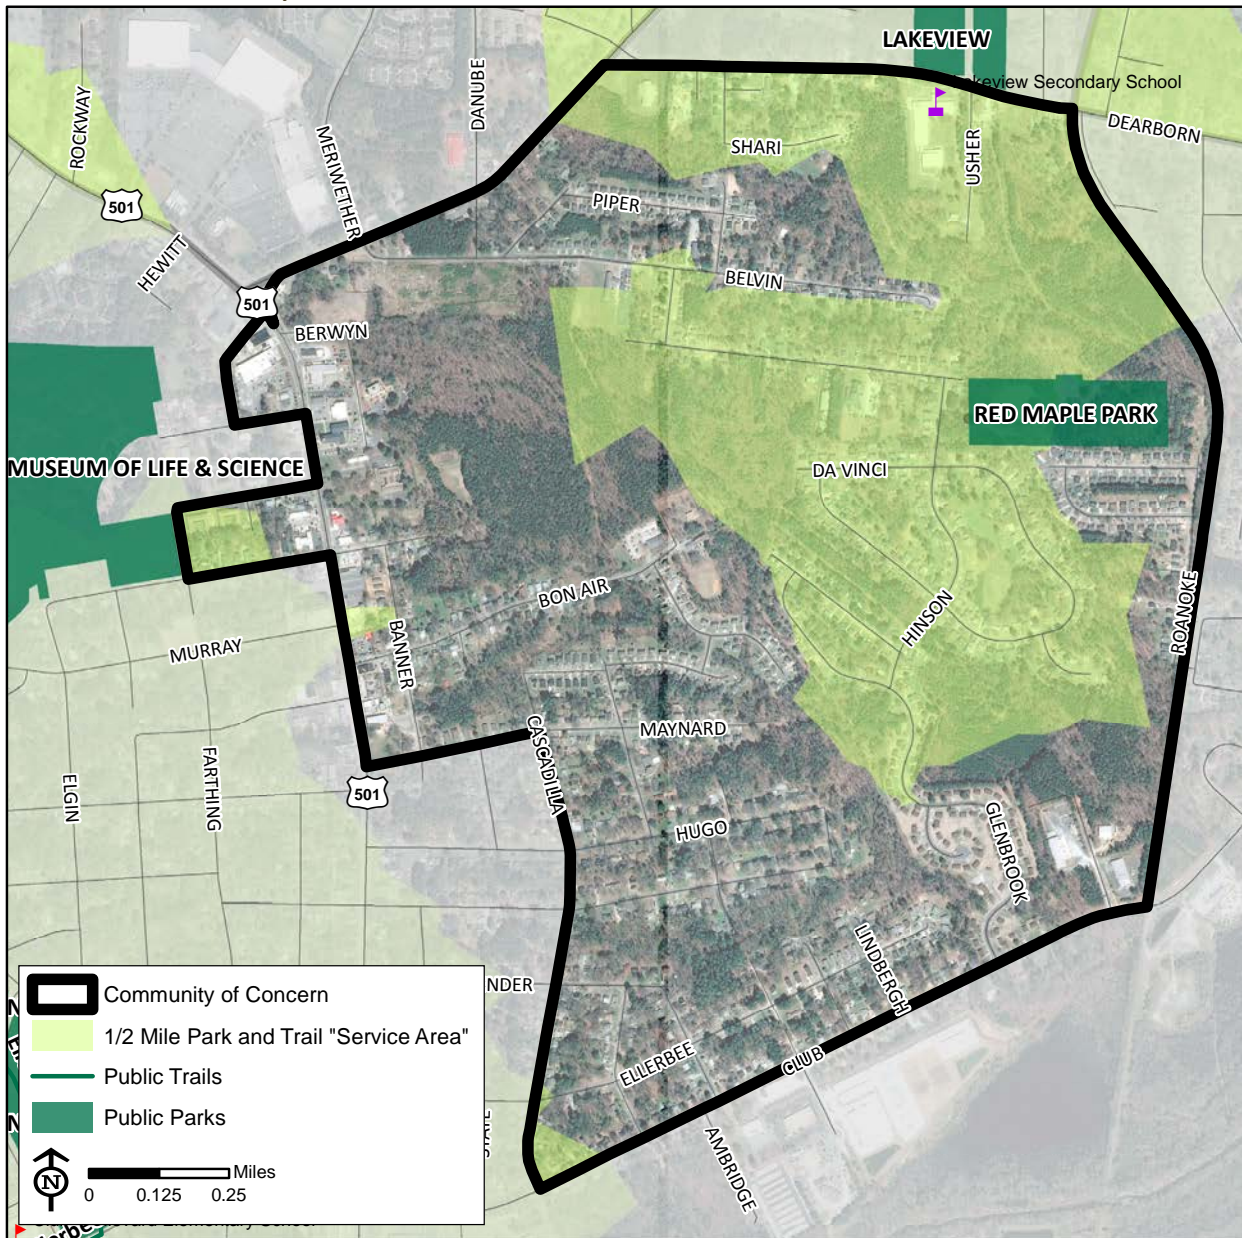 LAKEVIEW
Lakeview Secondary School
DANUBE
ROCKWAY
DEARBORN
MERIWETHER
SHARI
USHER
PIPER
501
HEWITT
BELVIN
501
BERWYN
RED MAPLE PARK
MUSEUM OF LIFE & SCIENCE
DA VINCI
BON AIR
HINSON
ROANOKE
MURRAY
BANNER
CASCADILLA
MAYNARD
ELGIN
FARTHING
501
HUGO
GLENBROOK
LINDBERGH
NDER
Community of Concern
1/2 Mile Park and Trail "Service Area"
Public Trails
Public Parks
N
Miles
0 0.125 0.25
ELLERBEE
CLUB
AMBRIDGE
Elementary School